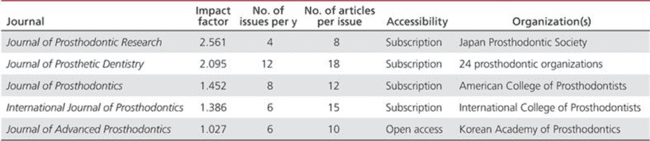 Journal Impact factor No. of issues per y No. of articles per issue Accessibility Organization(s)
Journal of Prosthodontic Research 2.561 4 8 Subscription Japan Prosthodontic Society
Journal of Prosthetic Dentistry 2.095 12 18 Subscription 24 prosthodontic organizations
Journal of Prosthodontics 1.452 8 12 Subscription American College of Prosthodontists
International Journal of Prosthodontics 1.386 6 15 Subscription International College of Prosthodontists
Journal of Advanced Prosthodontics 1.027 6 10 Open access Korean Academy of Prosthodontics